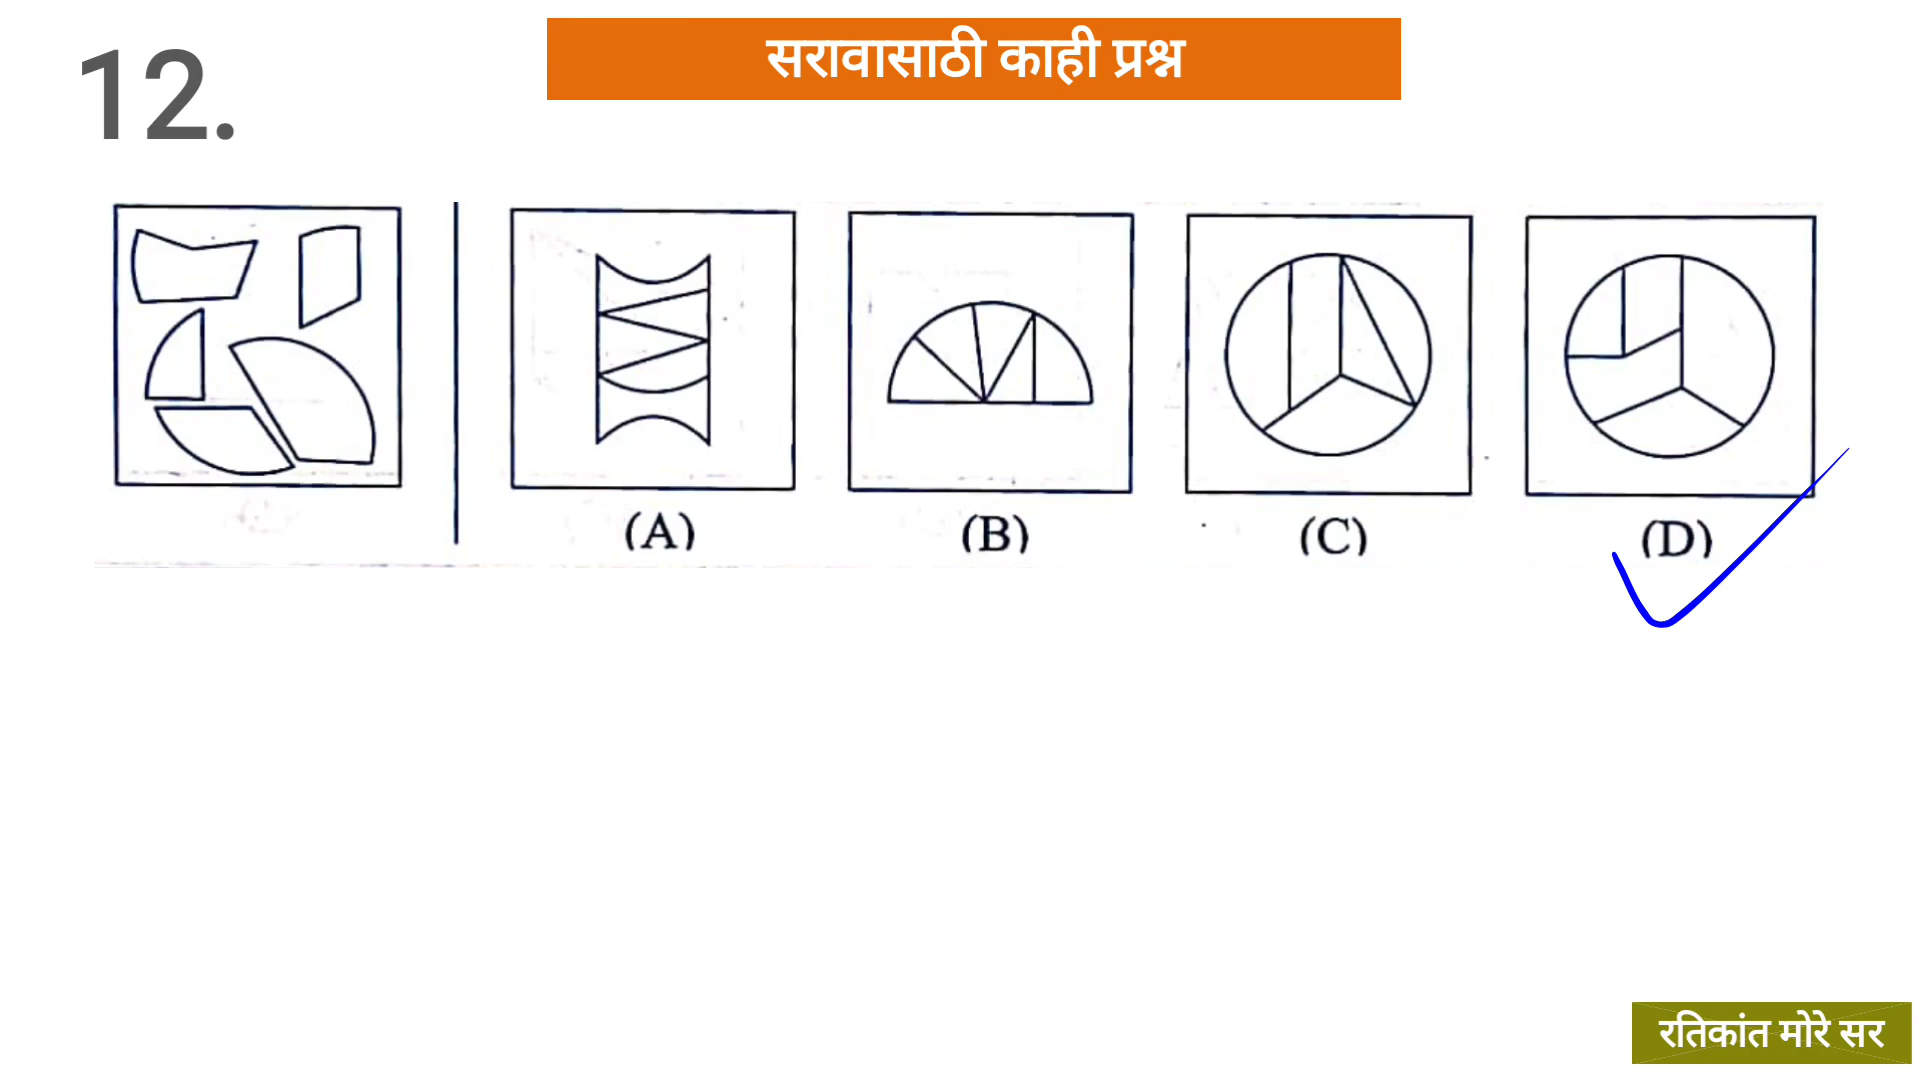 सरावासाठी काही प्रश्न
12.
(A)
(B)
(C)
(D)
रतिकांत मोरे सर